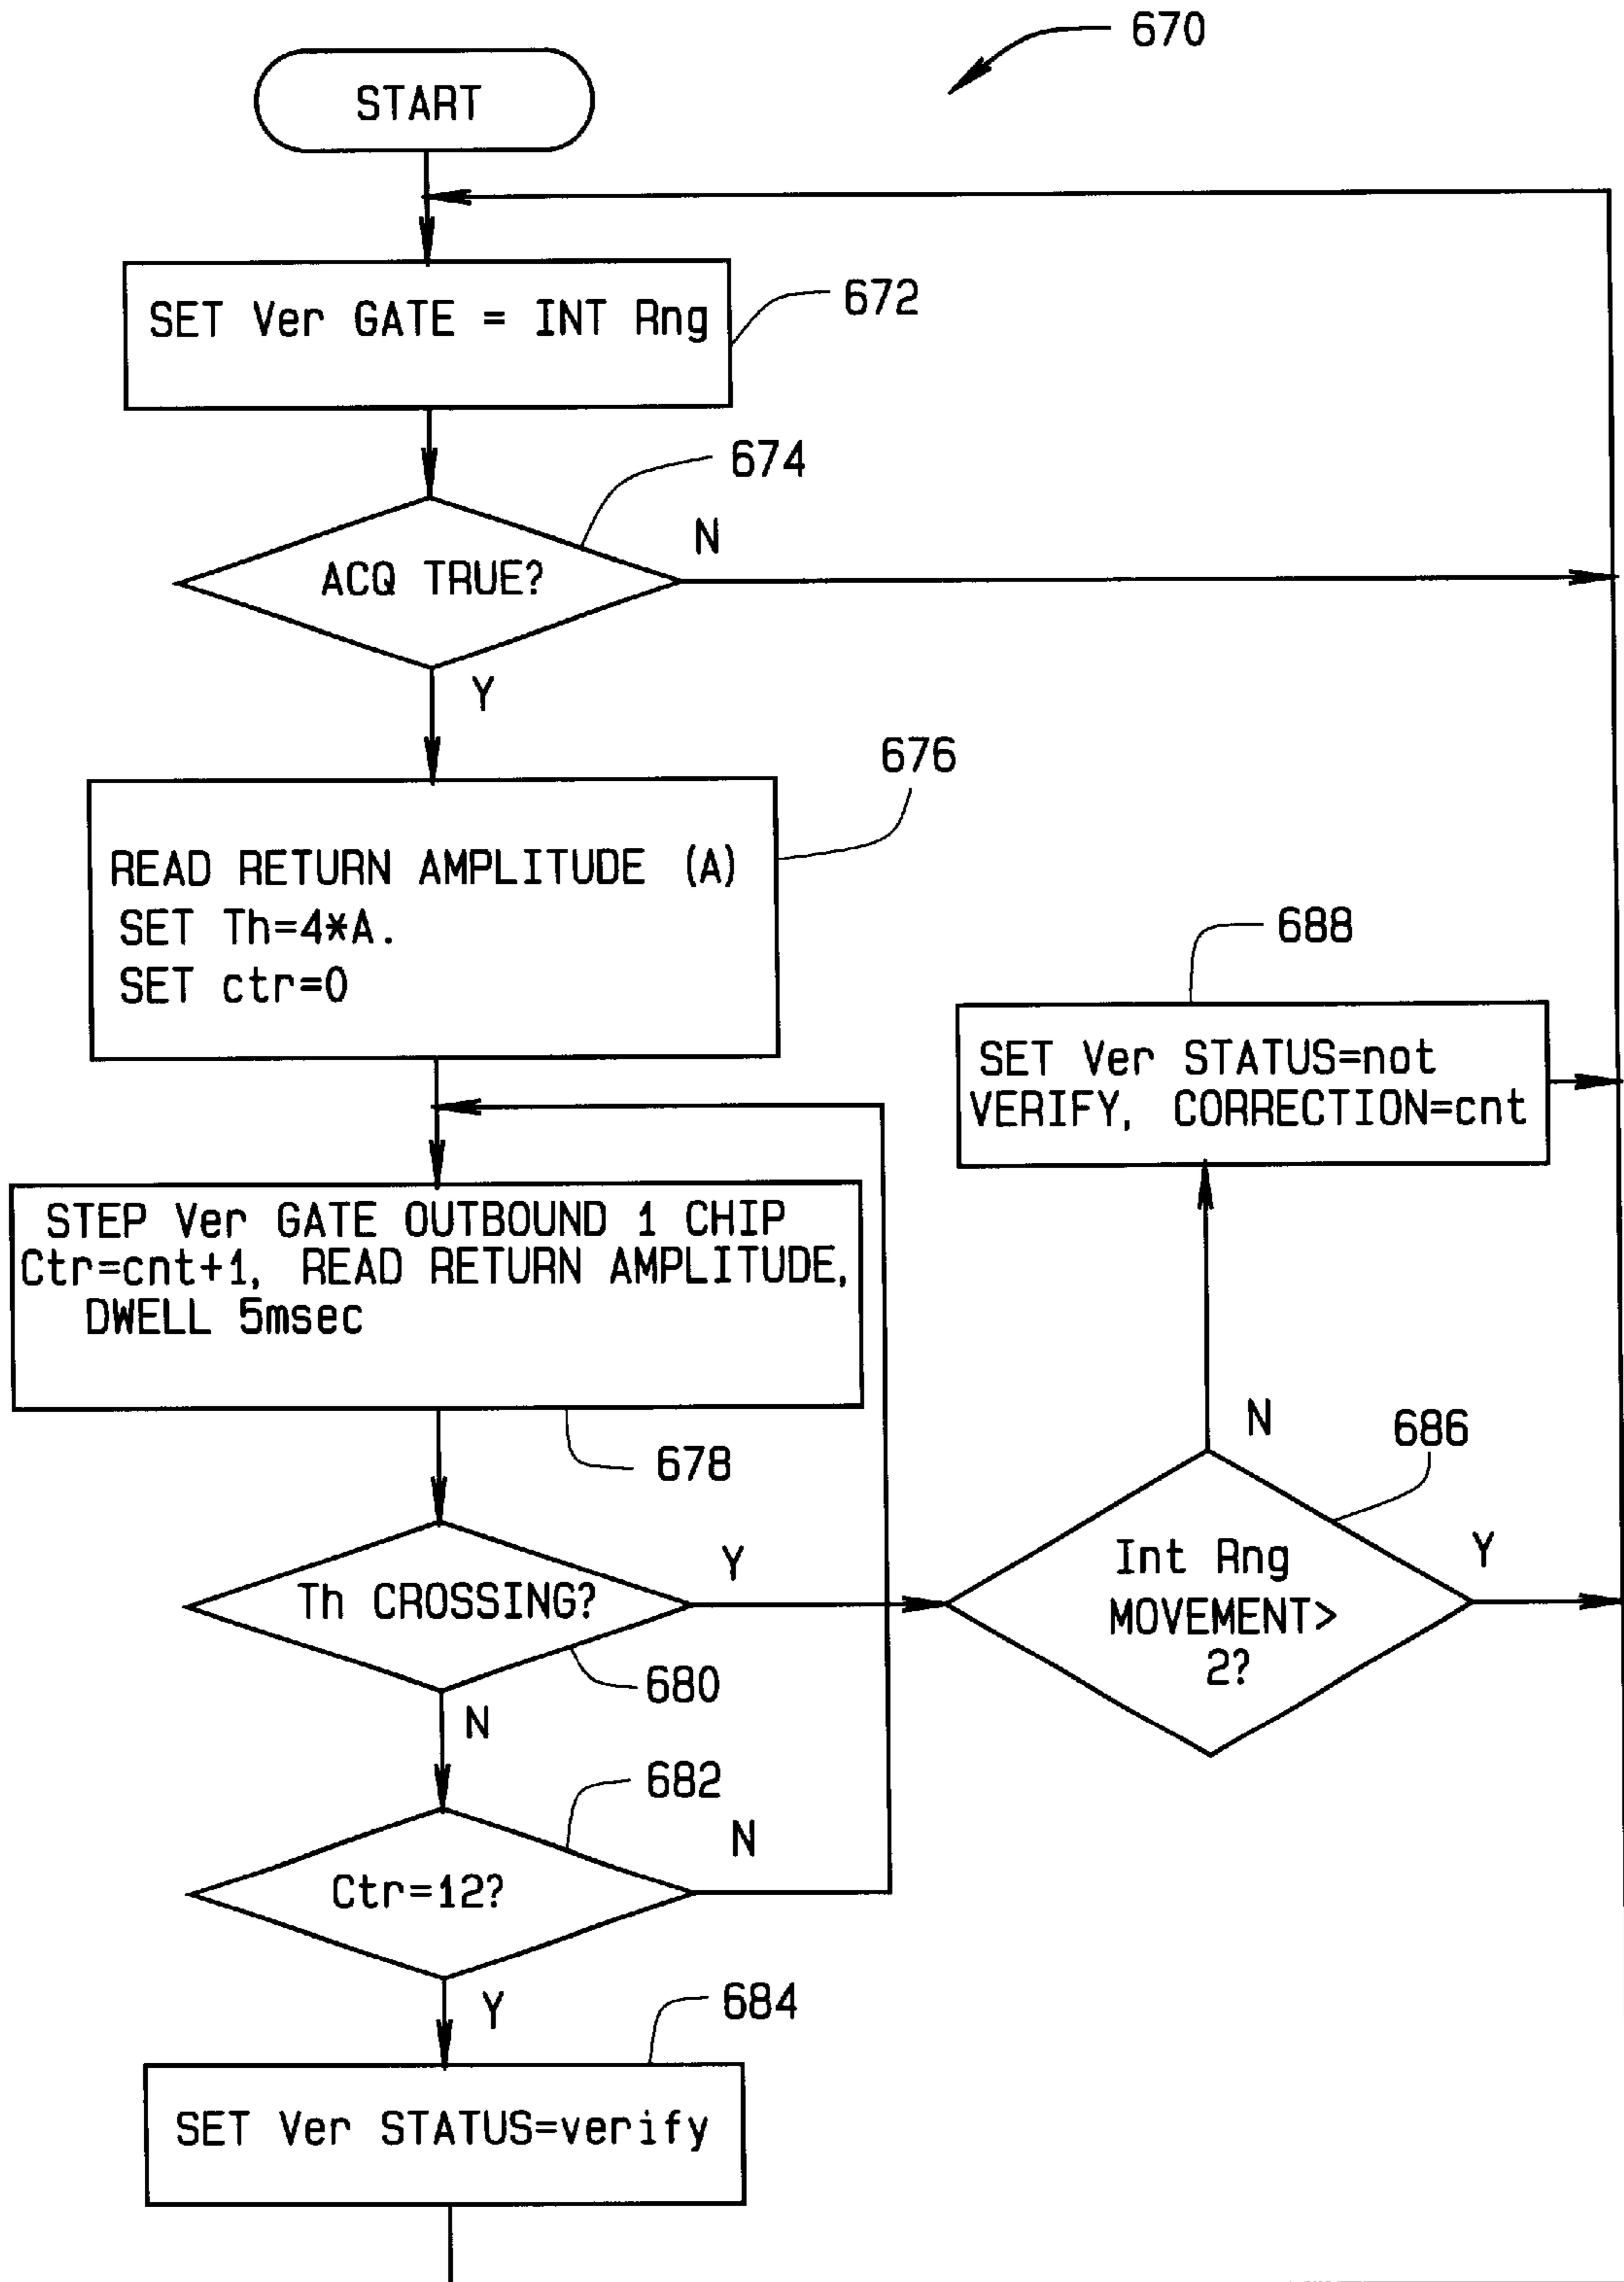 670
START
SET Ver GATE = INT Rng
672
674
N
ACQ TRUE?
Y
676
READ RETURN AMPLITUDE (A)
SET Th=4*A.
SET ctr=0
688
SET Ver STATUS=not
VERIFY, CORRECTION=cnt
STEP Ver GATE OUTBOUND 1 CHIP
Ctr=cnt+1, READ RETURN AMPLITUDE,
DWELL 5msec
678
N
686
Th CROSSING?
Y
Int Rng
MOVEMENT>
2?
Y
680
N
682
N
Ctr=12?
Y
684
SET Ver STATUS=verify